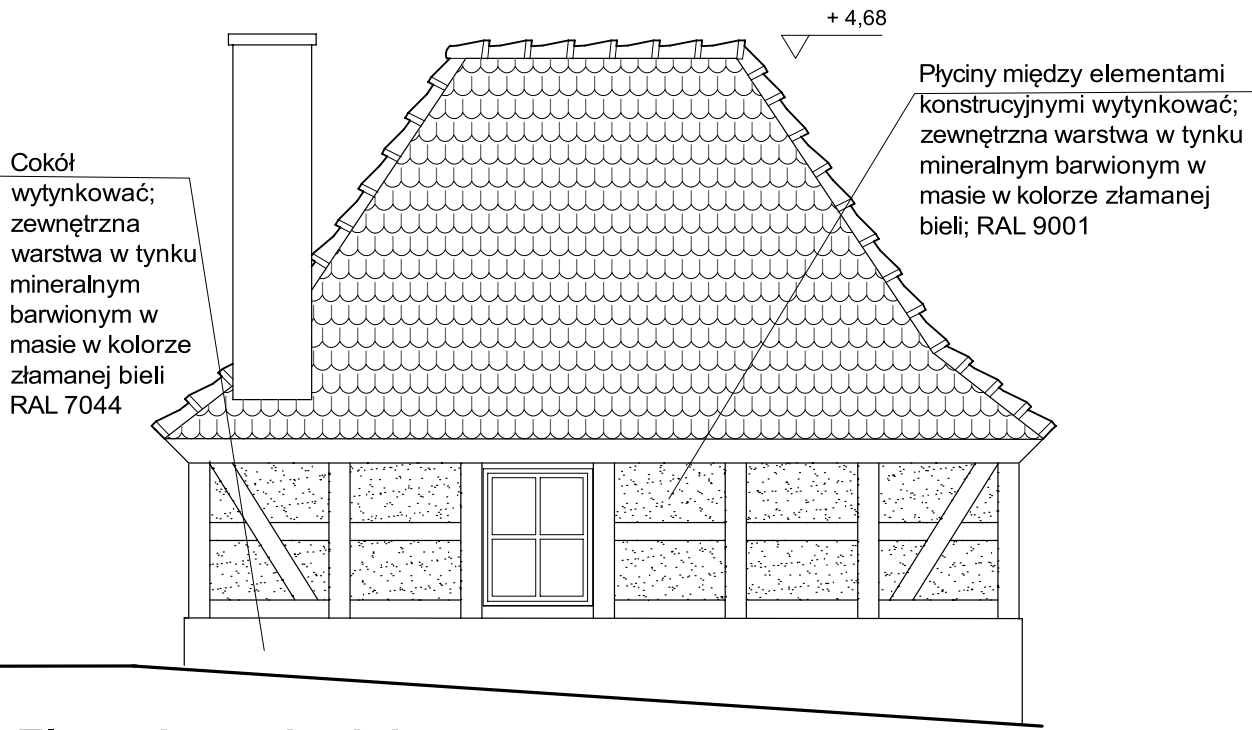 + 4,68
Płyciny między elementami
konstrucyjnymi wytynkować;
zewnętrzna warstwa w tynku
mineralnym barwionym w
masie w kolorze złamanej
bieli; RAL 9001
Cokół
wytynkować;
zewnętrzna
warstwa w tynku
mineralnym
barwionym w
masie w kolorze
złamanej bieli
RAL 7044